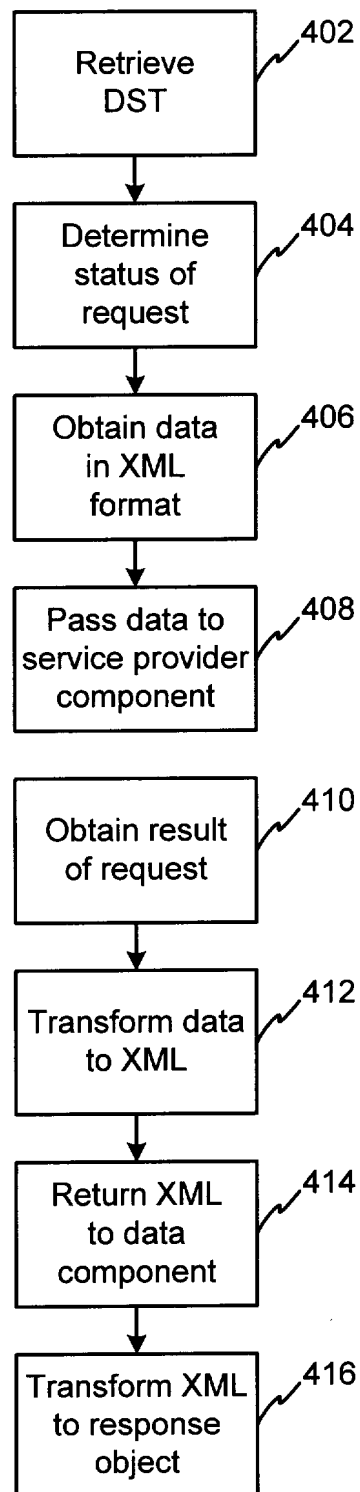 Retrieve
DST
402
Determine
status of
request
404
Obtain data
in XML
format
406
Pass data to
service provider
component
408
Obtain result
of request
410
Transform data
to XML
412
Return XML
to data
component
414
Transform XML
to response
object
416